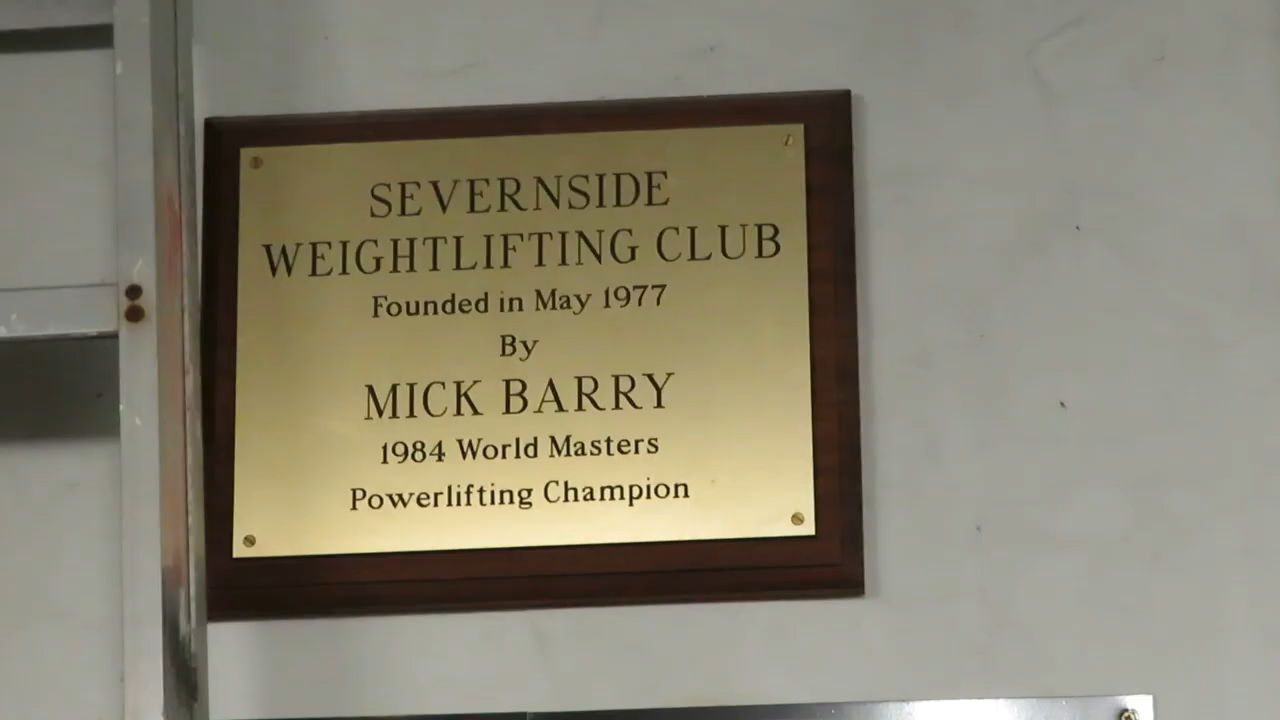 SEVERNSIDE
WEIGHTLIFTING CLUB
Founded in May 1977
By
MICK BARRY
1984 World Masters
Powerlifting Champion